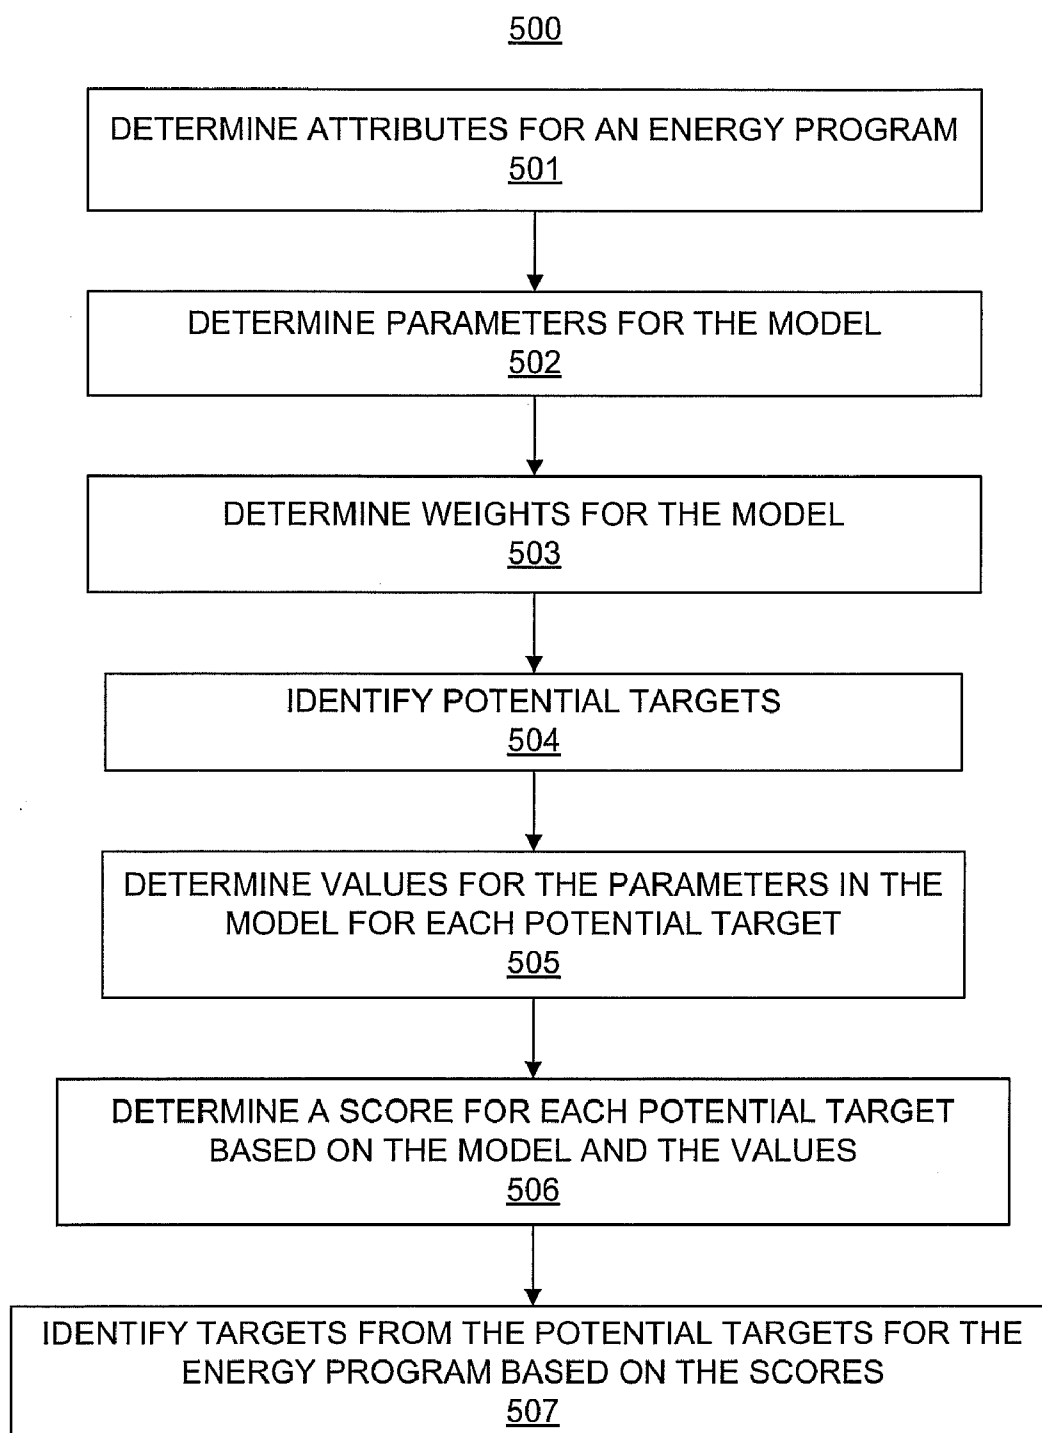 500
DETERMINE ATTRIBUTES FOR AN ENERGY PROGRAM
501
DETERMINE PARAMETERS FOR THE MODEL
502
DETERMINE WEIGHTS FOR THE MODEL
503
IDENTIFY POTENTIAL TARGETS
504
DETERMINE VALUES FOR THE PARAMETERS IN THE
MODEL FOR EACH POTENTIAL TARGET
505
DETERMINE A SCORE FOR EACH POTENTIAL TARGET
BASED ON THE MODEL AND THE VALUES
506
IDENTIFY TARGETS FROM THE POTENTIAL TARGETS FOR THE
ENERGY PROGRAM BASED ON THE SCORES
507